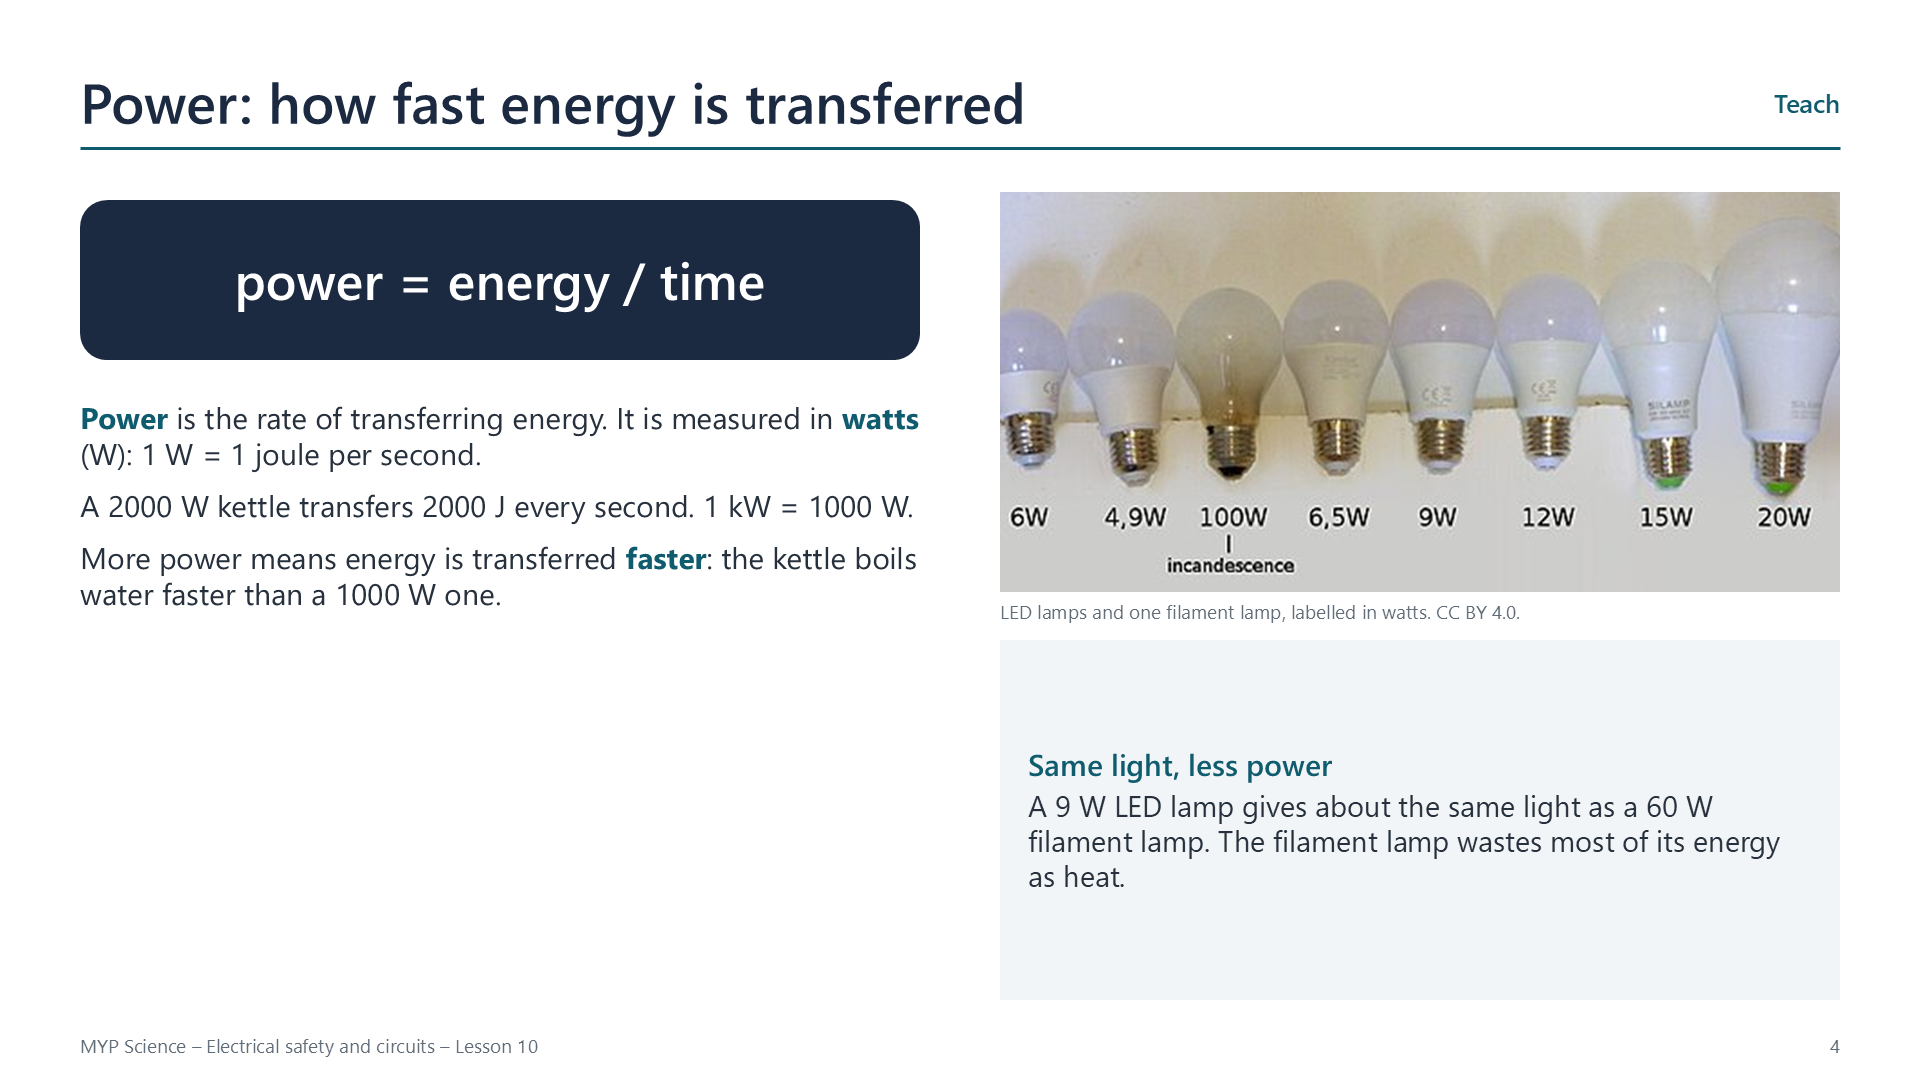 Power: how fast energy is transferred
Teach
power = energy / time
Power is the rate of transferring energy. It is measured in watts
(W): 1 W = 1 joule per second.
A 2000 W kettle transfers 2000 J every second. 1 kW = 1000 W.
More power means energy is transferred faster: the kettle boils
water faster than a 1000 W one.
CE
CE
CE
SILAMP
6W 4,9W 100W 6,5W 9W 12W 15W 20W
incandescence
LED lamps and one filament lamp, labelled in watts. CC BY 4.0.
Same light, less power
A 9 W LED lamp gives about the same light as a 60 W
filament lamp. The filament lamp wastes most of its energy
as heat.
MYP Science – Electrical safety and circuits – Lesson 10
4